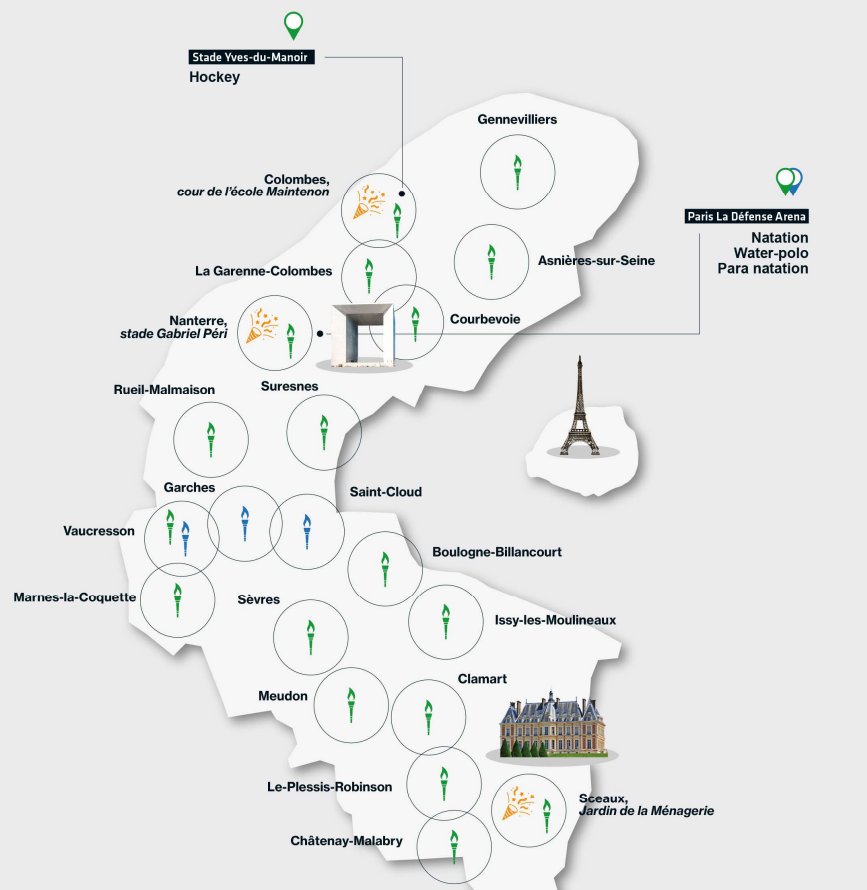 Stade Yves-du-Manoir
Hockey
Gennevilliers
Colombes,
cour de l'école Maintenon
Paris La Défense Arena
Natation
Water-polo
Para natation
La Garenne-Colombes
Asnières-sur-Seine
Nanterre,
stade Gabriel Péri
Courbevoie
Rueil-Malmaison
Suresnes
Garches
Saint-Cloud
Vaucresson
Boulogne-Billancourt
Marnes-la-Coquette
Sèvres
Issy-les-Moulineaux
Clamart
Meudon
Le-Plessis-Robinson
Sceaux,
Jardin de la Ménagerie
Châtenay-Malabry